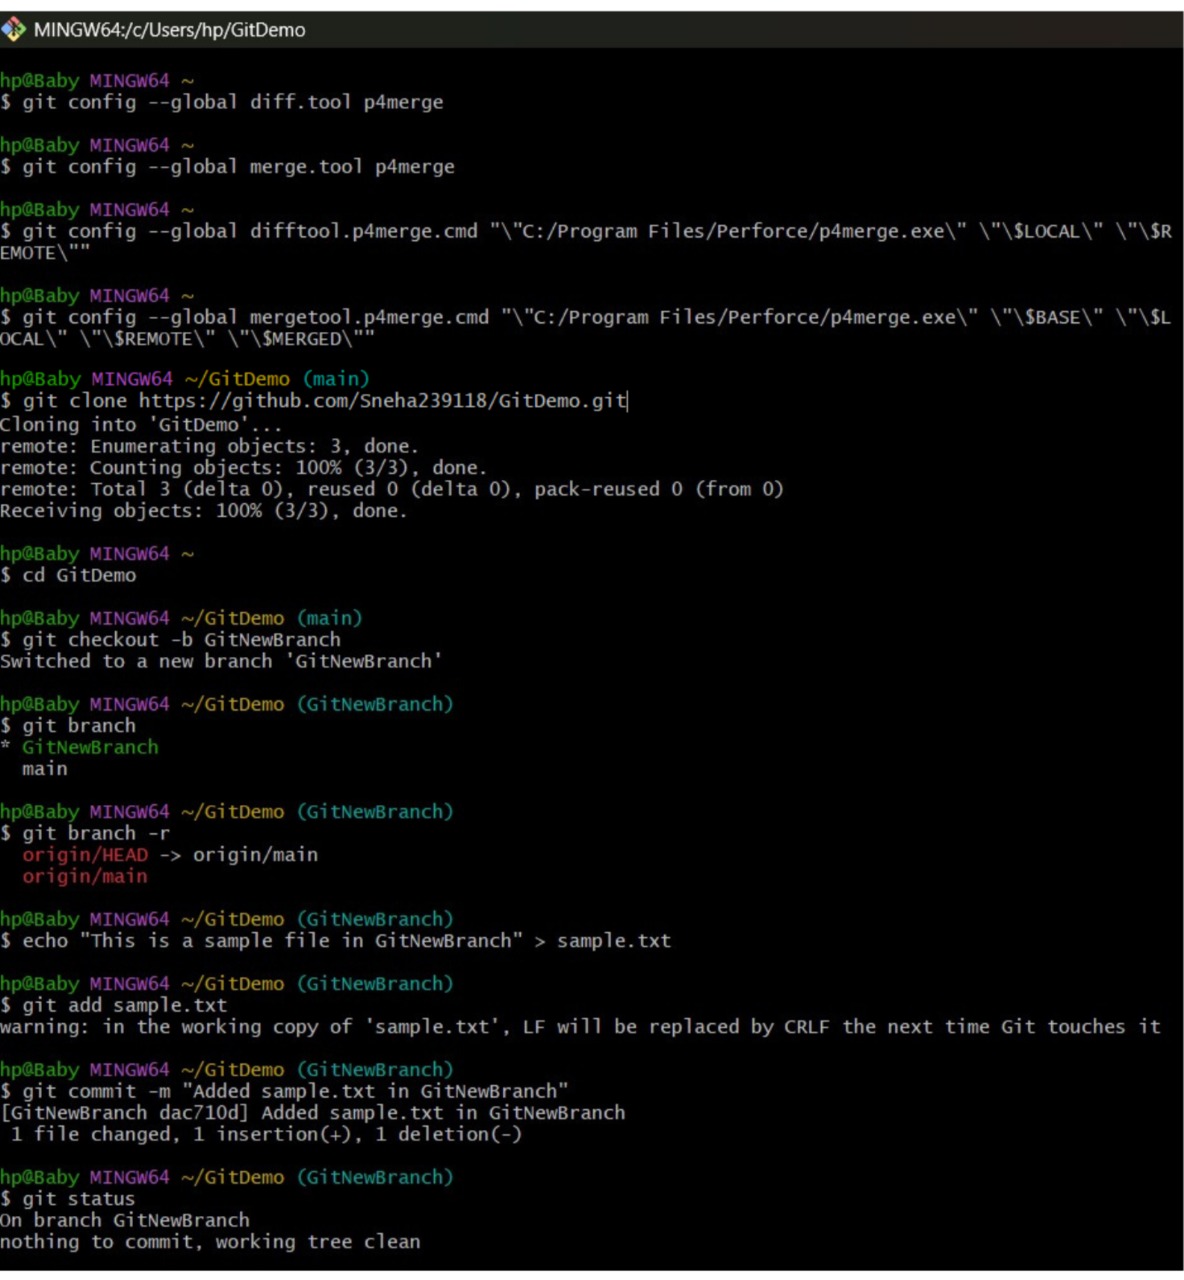 MINGW64:/c/Users/hp/GitDemo
hp@Baby MINGW64 ~
$ git config --global diff.tool p4merge
hp@Baby MINGW64 ~
$ git config --global merge.tool p4merge
hp@Baby MINGW64 ~
$ git config --global difftool.p4merge.cmd "\"C:/Program Files/Perforce/p4merge.exe\" \"\$LOCAL\" \"\$R
EMOTE\""
hp@Baby MINGW64 ~
$ git config --global mergetool.p4merge.cmd "\"C:/Program Files/Perforce/p4merge.exe\" \"\$BASE\" \"\$L
OCAL\" \"\$REMOTE\" \"\$MERGED\""
hp@Baby MINGW64 ~/GitDemo (main)
$ git clone https://github.com/Sneha239118/GitDemo.git
Cloning into 'GitDemo'...
remote: Enumerating objects: 3, done.
remote: Counting objects: 100% (3/3), done.
remote: Total 3 (delta 0), reused 0 (delta 0), pack-reused 0 (from 0)
Receiving objects: 100% (3/3), done.
hp@Baby MINGW64 ~
$ cd GitDemo
hp@Baby MINGW64 ~/GitDemo (main)
$ git checkout -b GitNewBranch
Switched to a new branch 'GitNewBranch'
hp@Baby MINGW64 ~/GitDemo (GitNewBranch)
$ git branch
* GitNewBranch
  main
hp@Baby MINGW64 ~/GitDemo (GitNewBranch)
$ git branch -r
  origin/HEAD -> origin/main
  origin/main
hp@Baby MINGW64 ~/GitDemo (GitNewBranch)
$ echo "This is a sample file in GitNewBranch" > sample.txt
hp@Baby MINGW64 ~/GitDemo (GitNewBranch)
$ git add sample.txt
warning: in the working copy of 'sample.txt', LF will be replaced by CRLF the next time Git touches it
hp@Baby MINGW64 ~/GitDemo (GitNewBranch)
$ git commit -m "Added sample.txt in GitNewBranch"
[GitNewBranch dac710d] Added sample.txt in GitNewBranch
 1 file changed, 1 insertion(+), 1 deletion(-)
hp@Baby MINGW64 ~/GitDemo (GitNewBranch)
$ git status
On branch GitNewBranch
nothing to commit, working tree clean